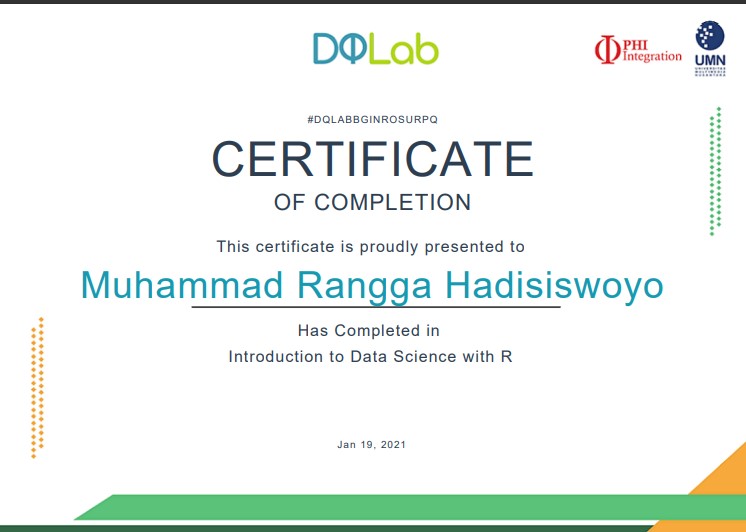 DQLab
PHI
Integration
UMN
UNIVERSITAS
MULTIMEDIA
NUSANTARA
#DQLABBGINROSURPQ
CERTIFICATE
OF COMPLETION
This certificate is proudly presented to
Muhammad Rangga Hadisiswoyo
Has Completed in
Introduction to Data Science with R
Jan 19, 2021